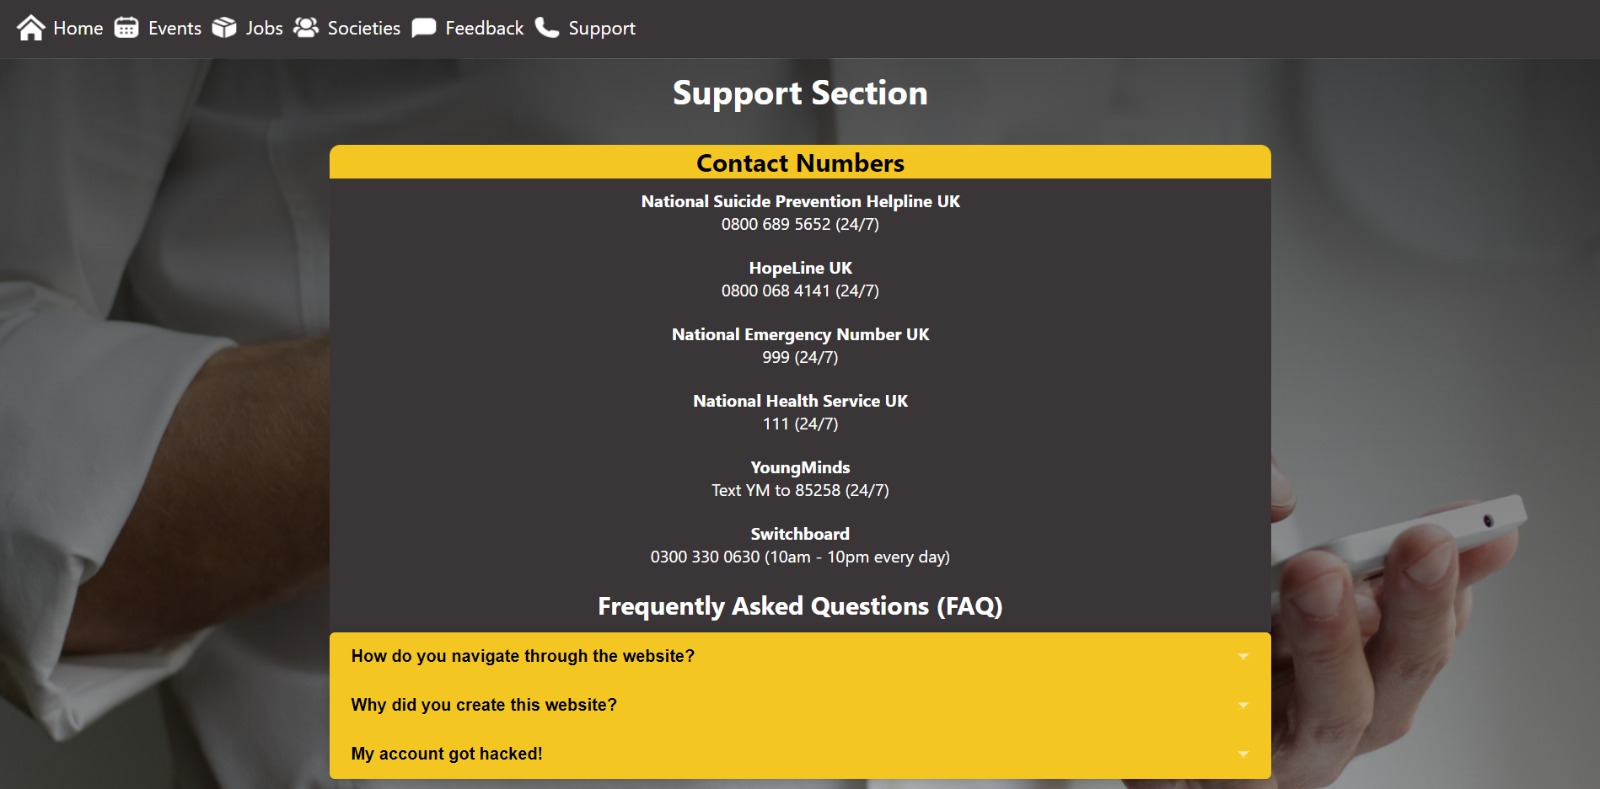 Home Events Jobs Societies Feedback Support
Support Section
Contact Numbers
National Suicide Prevention Helpline UK
0800 689 5652 (24/7)
HopeLine UK
0800 068 4141 (24/7)
National Emergency Number UK
999 (24/7)
National Health Service UK
111 (24/7)
YoungMinds
Text YM to 85258 (24/7)
Switchboard
0300 330 0630 (10am - 10pm every day)
Frequently Asked Questions (FAQ)
How do you navigate through the website?
Why did you create this website?
My account got hacked!